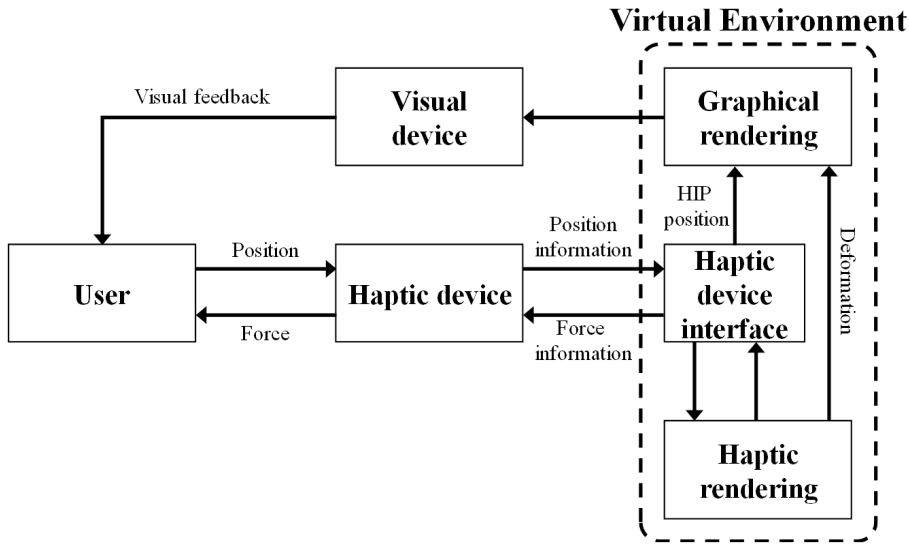 Virtual Environment
Visual feedback
Visual
device
Graphical
rendering
HIP
position
Position
Position
information
Deformation
User
Haptic device
Haptic
device
interface
Force
Force
information
Haptic
rendering